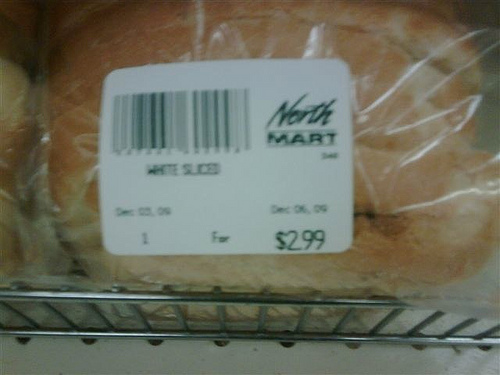 North
MART
WHITE SLICED
Dec 03, 09 Dec 06, 09
1 For $2.99